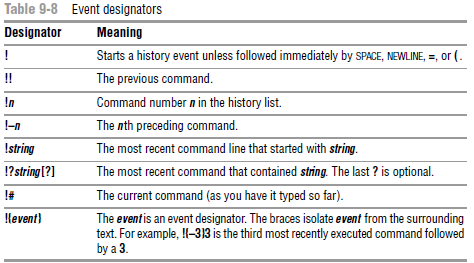 Table 9-8 Event designators
Designator Meaning
! Starts a history event unless followed immediately by SPACE, NEWLINE, =, or (.
!! The previous command.
!n Command number n in the history list.
!–n The nth preceding command.
!string The most recent command line that started with string.
!?string[?] The most recent command that contained string. The last ? is optional.
!# The current command (as you have it typed so far).
!{event} The event is an event designator. The braces isolate event from the surrounding
text. For example, !{–3}3 is the third most recently executed command followed
by a 3.